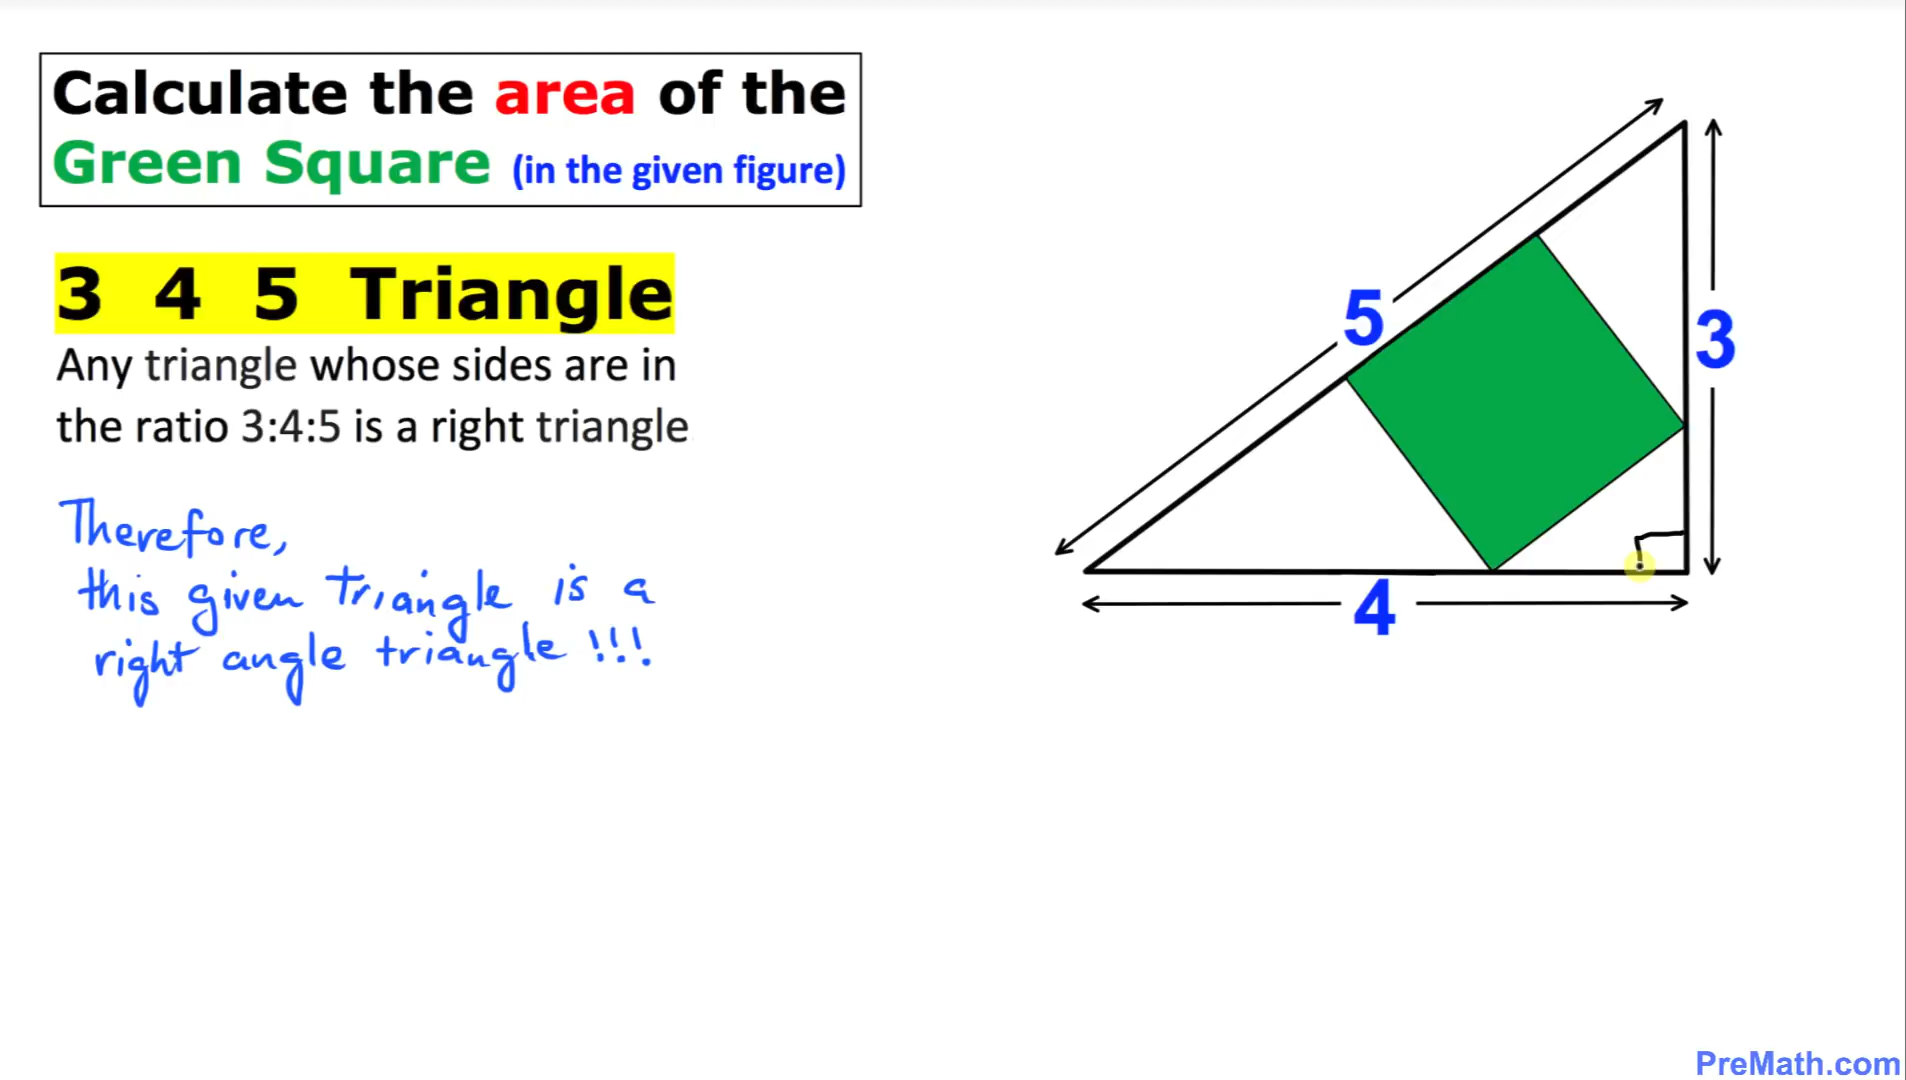 Calculate the area of the
Green Square (in the given figure)
3 4 5 Triangle
Any triangle whose sides are in
the ratio 3:4:5 is a right triangle
Therefore,
this given triangle is a
right angle triangle !!!
5
3
4
PreMath.com